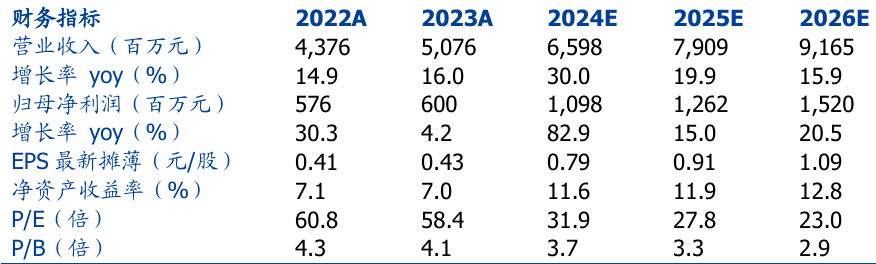 财务指标 2022A 2023A 2024E 2025E 2026E
营业收入（百万元） 4,376 5,076 6,598 7,909 9,165
增长率 yoy（%） 14.9 16.0 30.0 19.9 15.9
归母净利润（百万元） 576 600 1,098 1,262 1,520
增长率 yoy（%） 30.3 4.2 82.9 15.0 20.5
EPS 最新摊薄（元/股） 0.41 0.43 0.79 0.91 1.09
净资产收益率（%） 7.1 7.0 11.6 11.9 12.8
P/E（倍） 60.8 58.4 31.9 27.8 23.0
P/B（倍） 4.3 4.1 3.7 3.3 2.9